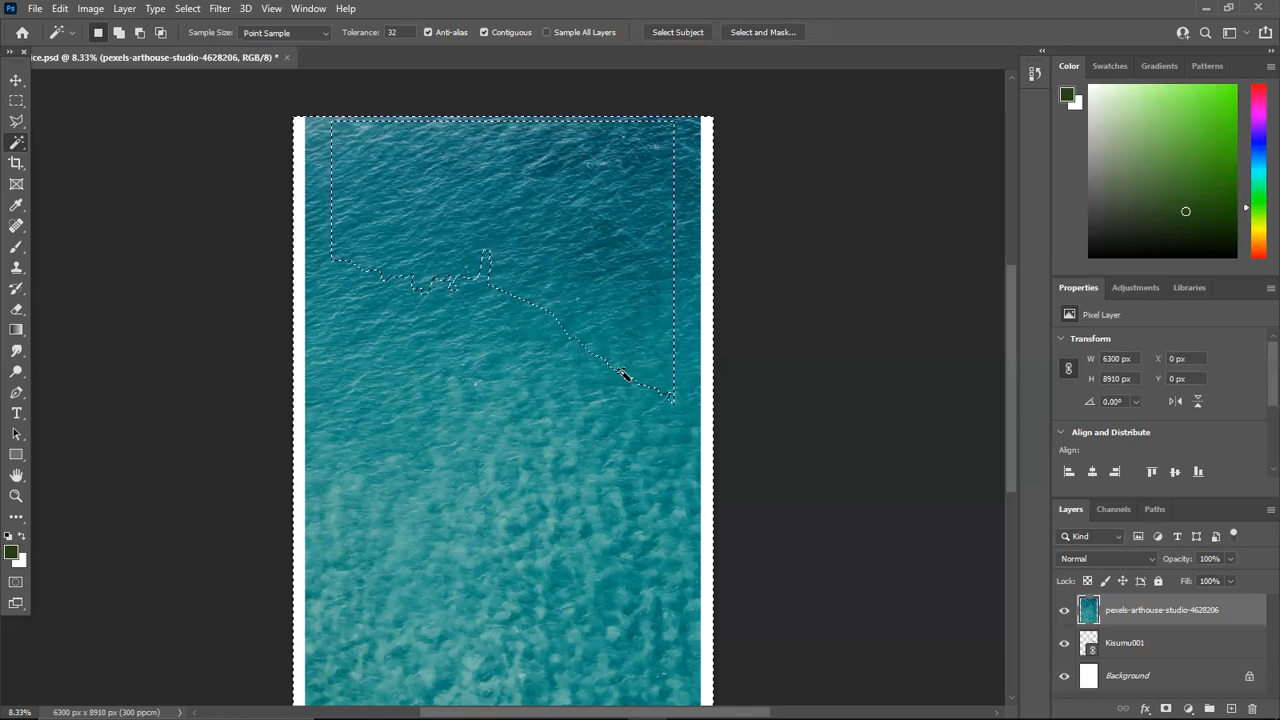 Ps File Edit Image Layer Type Select Filter 3D View Window Help
Sample Size: Point Sample Tolerance: 32 Anti-alias Contiguous Sample All Layers Select Subject Select and Mask...
ice.psd @ 8.33% (pexels-arthouse-studio-4628206, RGB/8) * ×
Color Swatches Gradients Patterns
Properties Adjustments Libraries
Pixel Layer
Transform
W 6300 px X 0 px
H 8910 px Y 0 px
0.00°
Align and Distribute
Align:
Layers Channels Paths
Kind
Normal Opacity: 100%
Lock: Fill: 100%
pexels-arthouse-studio-4628206
Kisumu001
Background
8.33% 6300 px x 8910 px (300 ppcm)